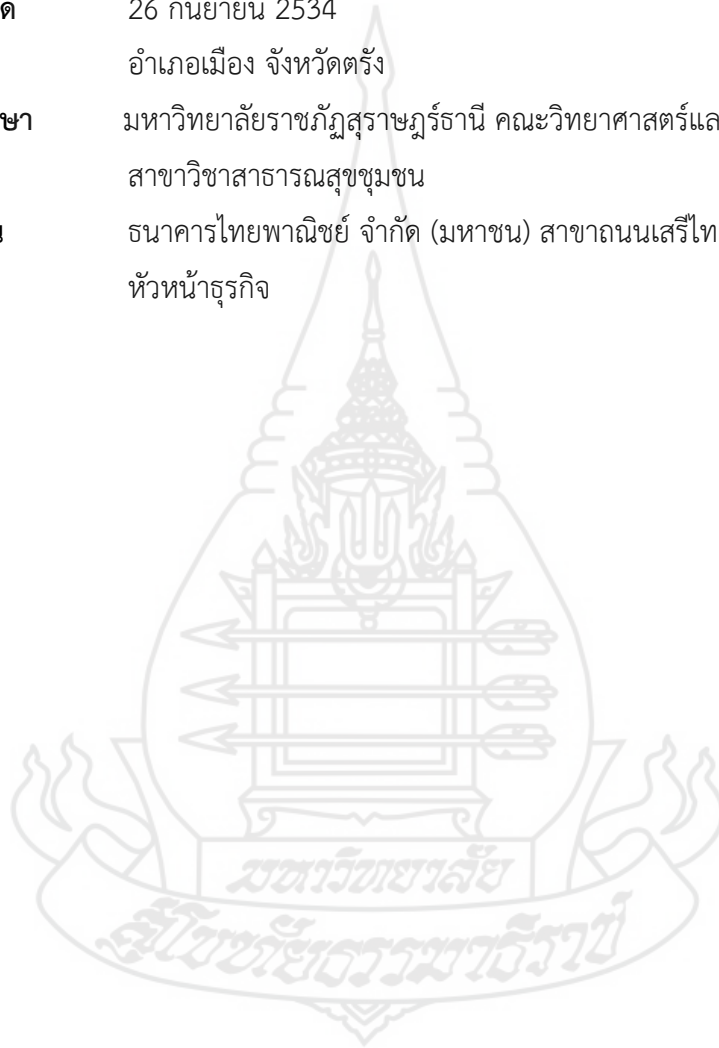 ด 26 กันยายน 2534
อำเภอเมือง จังหวัดตรัง
ษา มหาวิทยาลัยราชภัฏสุราษฎร์ธานี คณะวิทยาศาสตร์แล
สาขาวิชาสาธารณสุขชุมชน
น ธนาคารไทยพาณิชย์ จำกัด (มหาชน) สาขาถนนเสรีไท
หัวหน้าธุรกิจ
มหาวิทยาลัย
สุโขทัยธรรมาธิราช